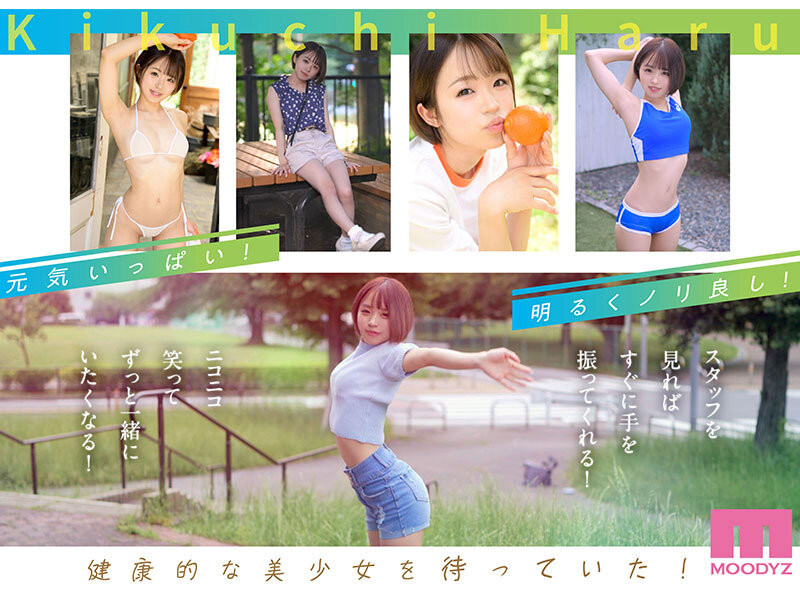 Kikuchi Haru
元気いっぱい！
明るくノリ良し！
スタッフを
見れば
すぐに手を
振ってくれる！
ニコニコ
笑って
ずっと一緒に
いたくなる！
健康的な美少女を待っていた！
MOODYZ